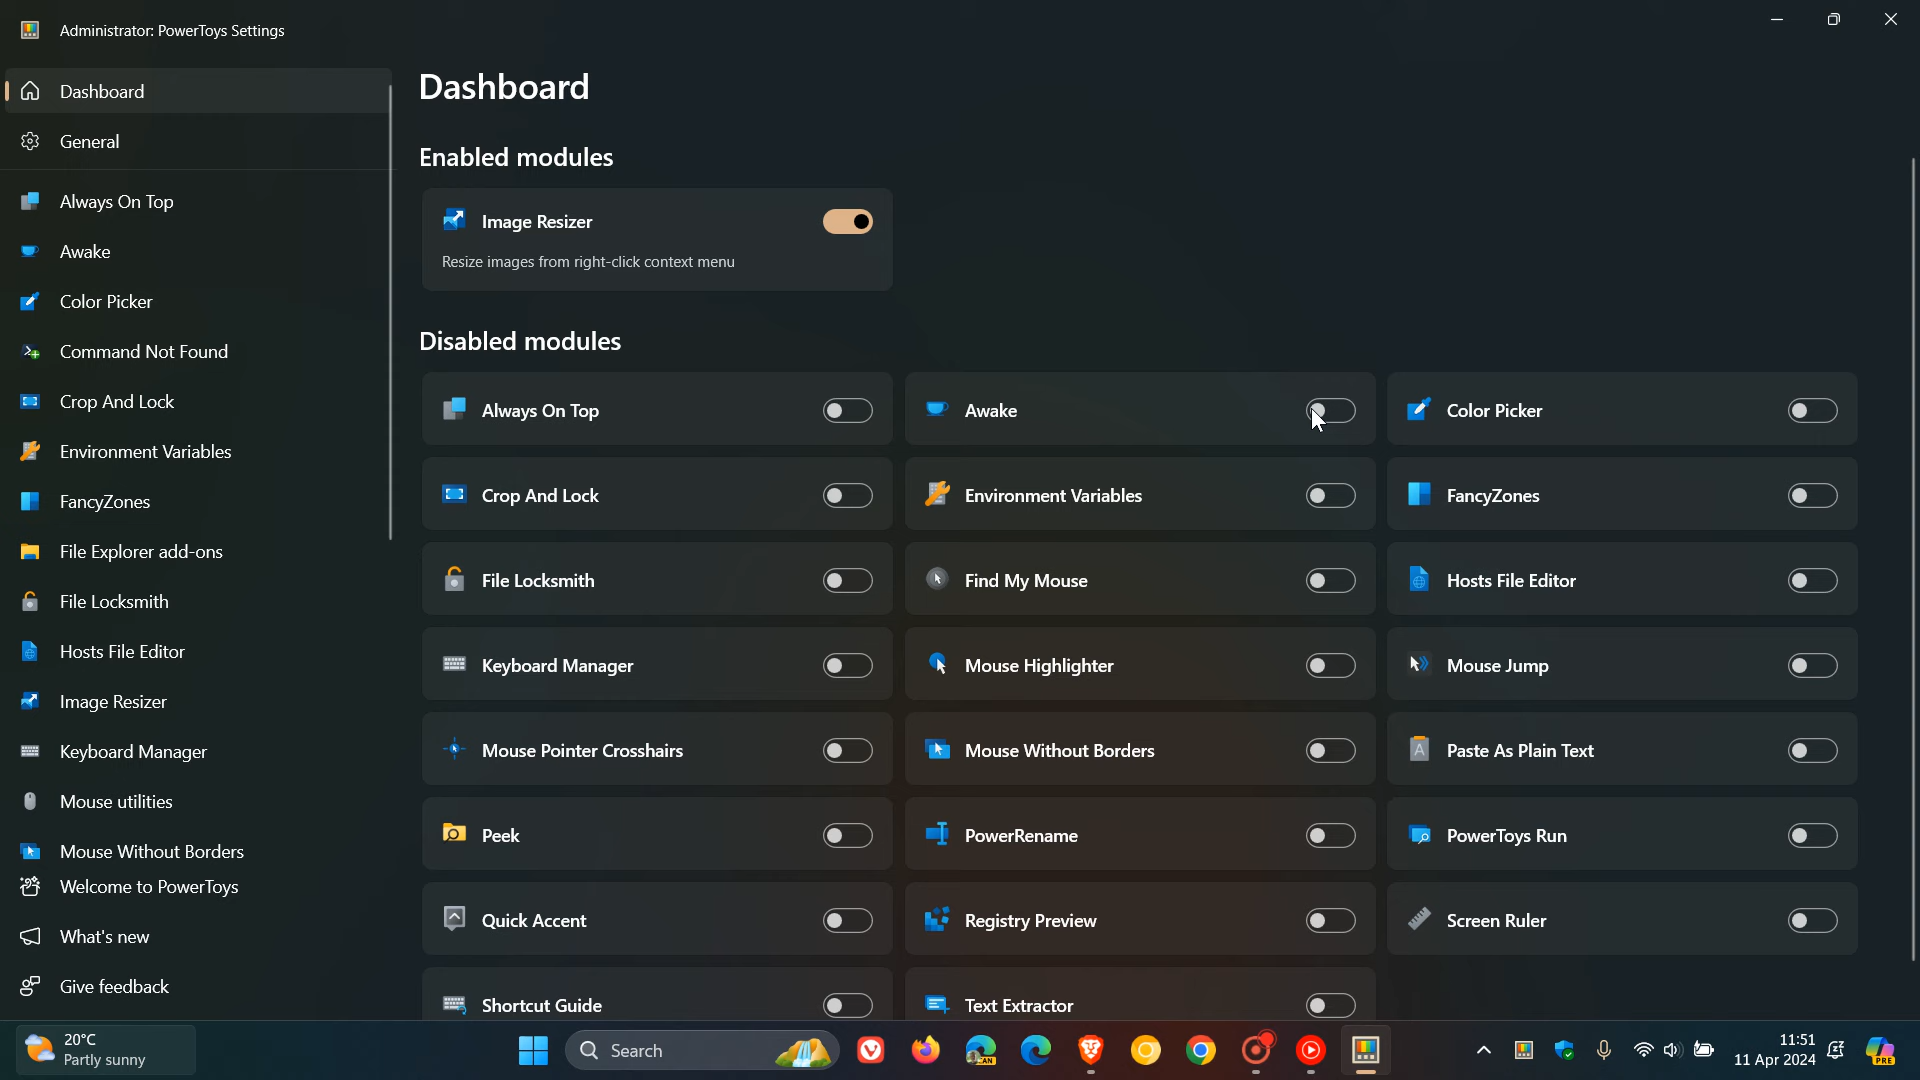 Administrator: PowerToys Settings
Dashboard
General
Always On Top
Awake
Color Picker
Command Not Found
Crop And Lock
Environment Variables
FancyZones
File Explorer add-ons
File Locksmith
Hosts File Editor
Image Resizer
Keyboard Manager
Mouse utilities
Mouse Without Borders
Welcome to PowerToys
What's new
Give feedback
Dashboard
Enabled modules
Image Resizer
Resize images from right-click context menu
Disabled modules
Always On Top
Awake
Color Picker
Crop And Lock
Environment Variables
FancyZones
File Locksmith
Find My Mouse
Hosts File Editor
Keyboard Manager
Mouse Highlighter
Mouse Jump
Mouse Pointer Crosshairs
Mouse Without Borders
Paste As Plain Text
Peek
PowerRename
PowerToys Run
Quick Accent
Registry Preview
Screen Ruler
Shortcut Guide
Text Extractor
20°C
Partly sunny
Search
CAN
11:51
11 Apr 2024
PRE